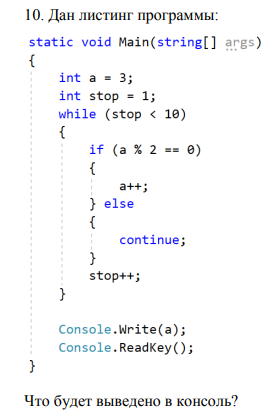 10. Дан листинг программы:
static void Main(string[] args)
{
int a = 3;
int stop = 1;
while (stop < 10)
{
if (a % 2 == 0)
{
a++;
} else
{
continue;
}
stop++;
}
Console.Write(a);
Console.ReadKey();
}
Что будет выведено в консоль?